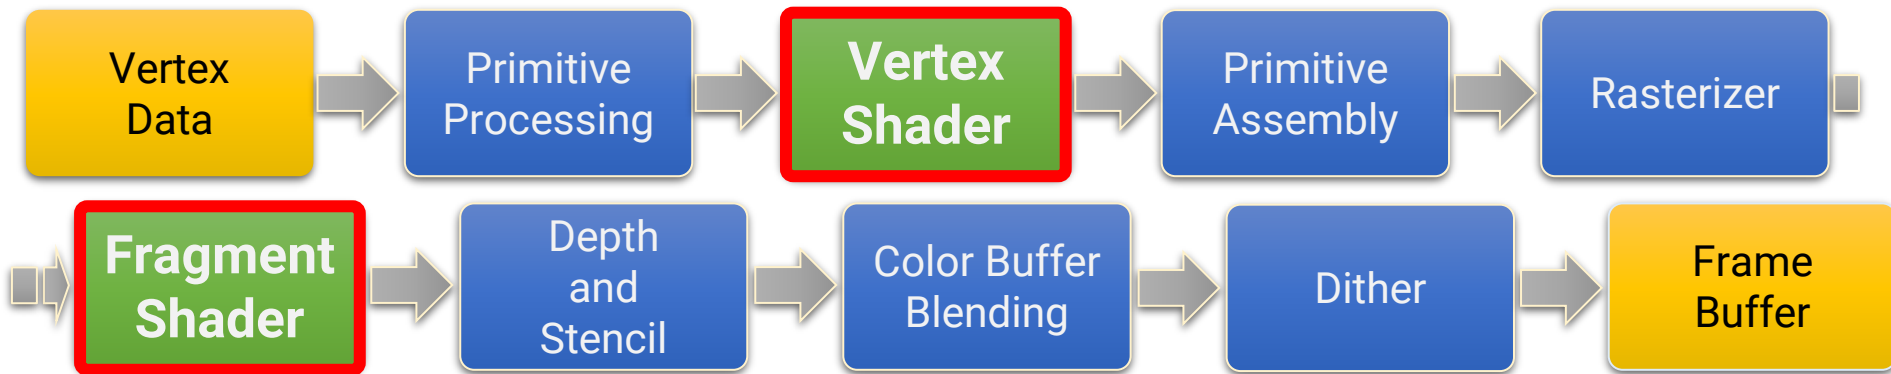 Vertex
Data
Primitive
Processing
Vertex
Shader
Primitive
Assembly
Rasterizer
Fragment
Shader
Depth
and
Stencil
Color Buffer
Blending
Dither
Frame
Buffer